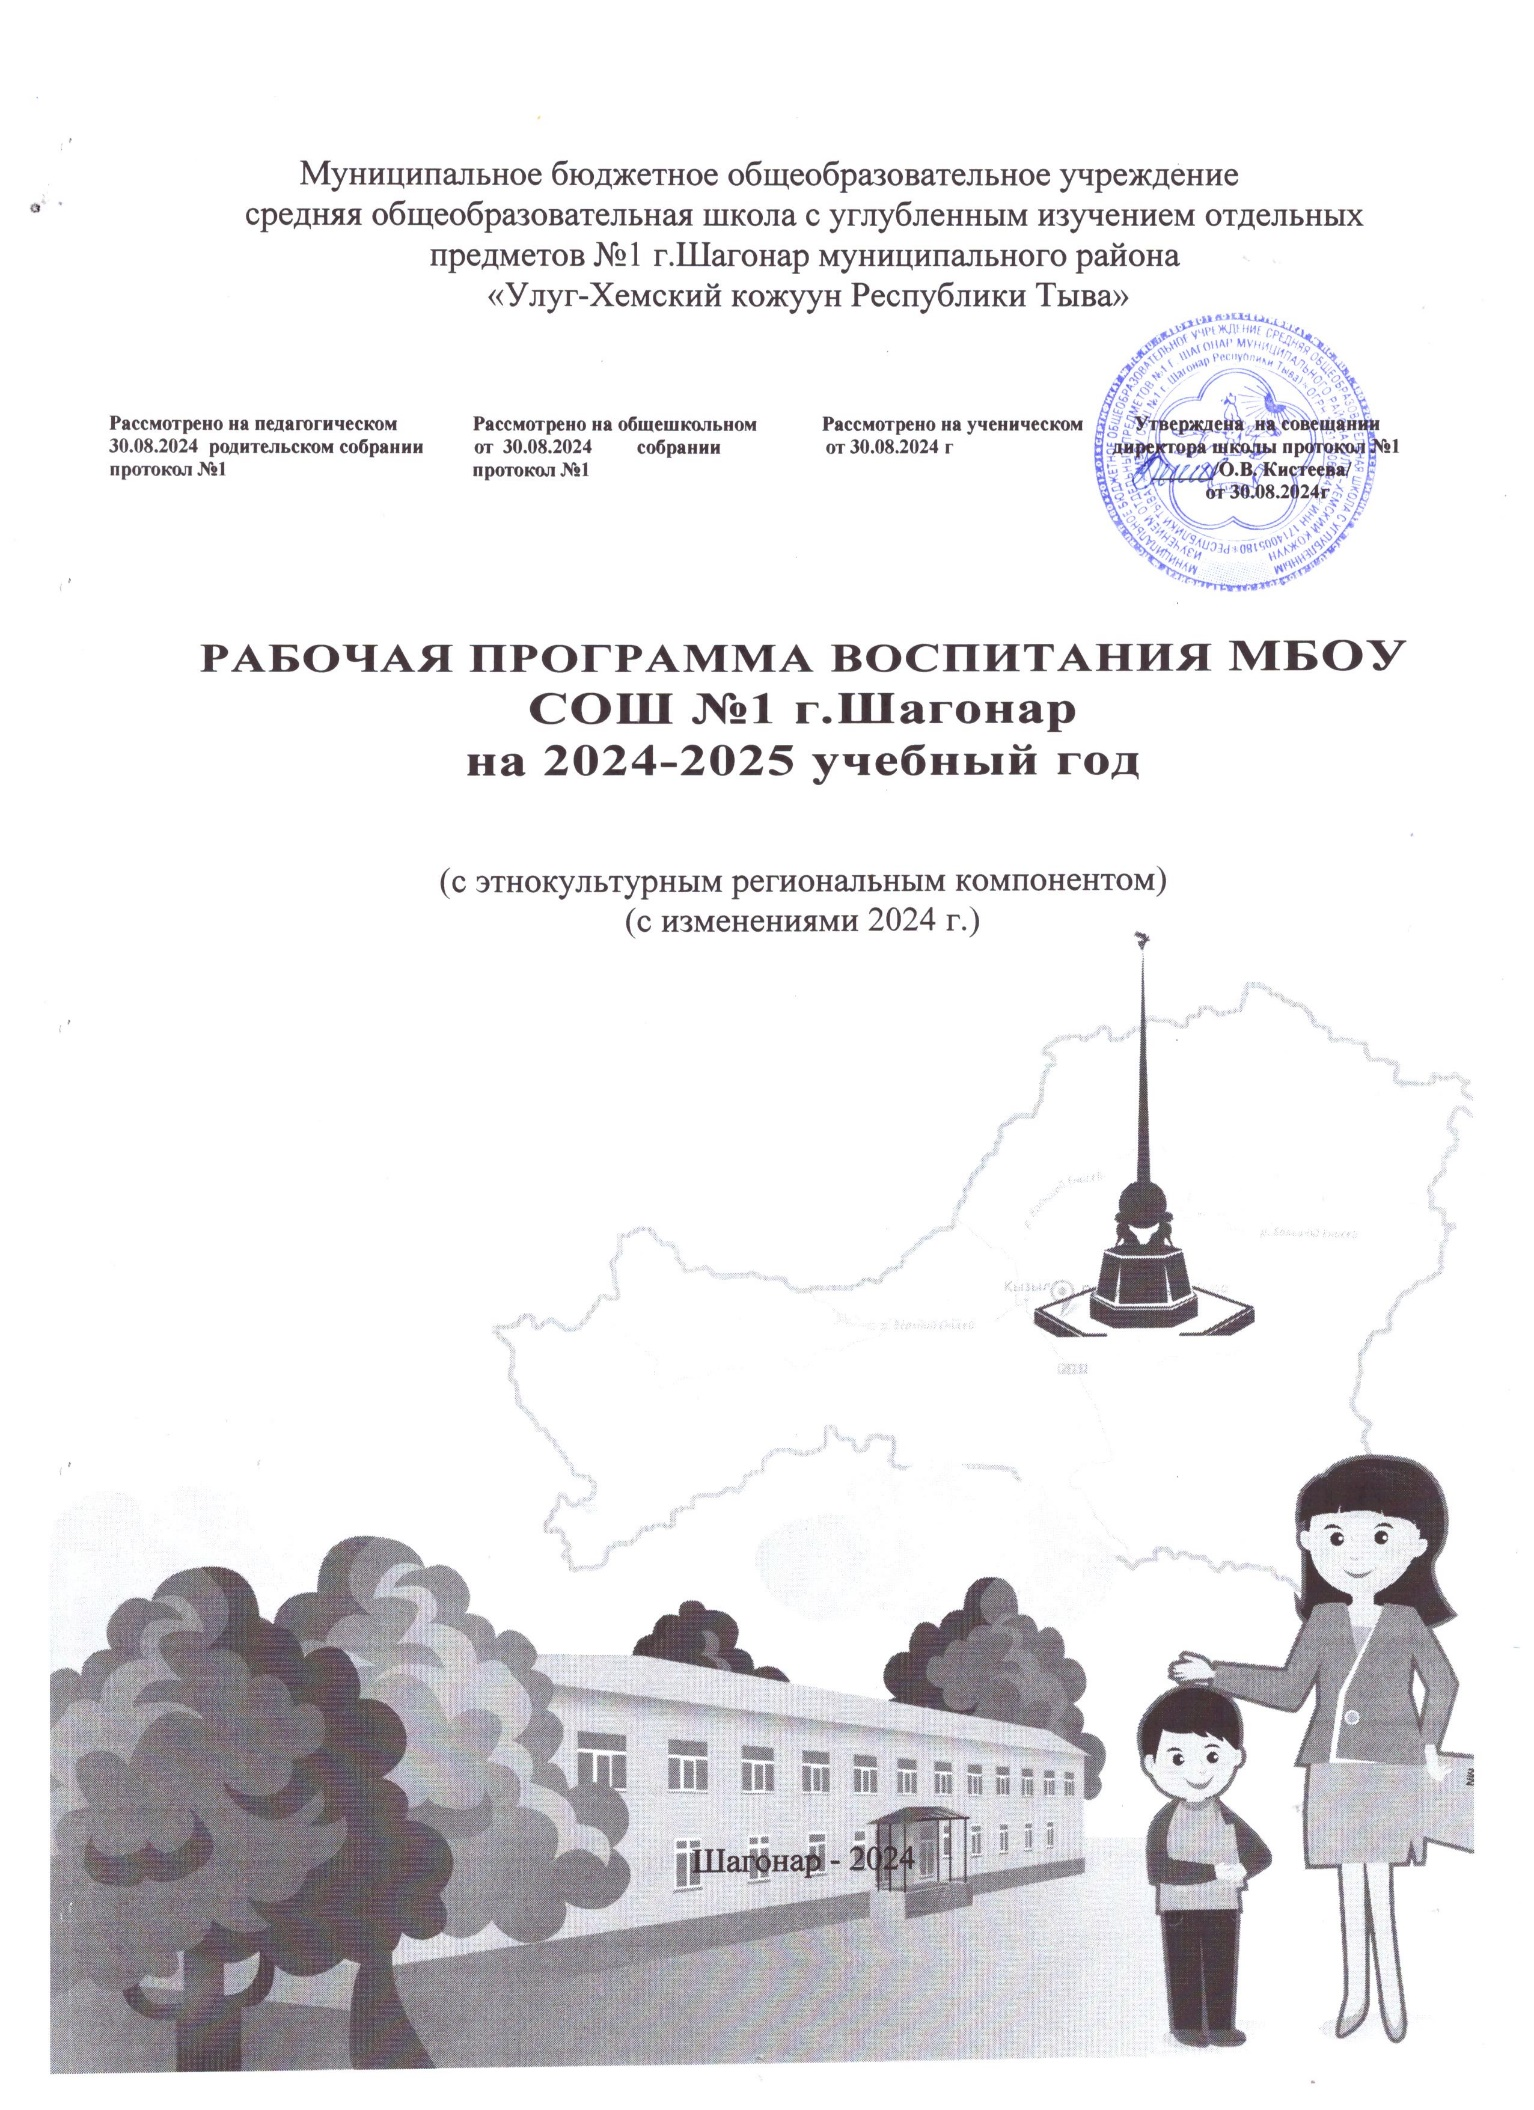 Муниципальное бюджетное общеобразовательное учреждение
средняя общеобразовательная школа с углубленным изучением отдельных
предметов №1 г.Шагонар муниципального района
«Улуг-Хемский кожуун Республики Тыва»
Рассмотрено на педагогическом
30.08.2024 родительском собрании
протокол №1
Рассмотрено на общешкольном
от 30.08.2024 собрании
протокол №1
Рассмотрено на ученическом
от 30.08.2024 г
Утверждена на совещании
директора школы протокол №1
/О.В. Кистеева/
от 30.08.2024г
РАБОЧАЯ ПРОГРАММА ВОСПИТАНИЯ МБОУ
СОШ №1 г.Шагонар
на 2024-2025 учебный год
(с этнокультурным региональным компонентом)
(с изменениями 2024 г.)
Кызыл
Шагонар - 2024